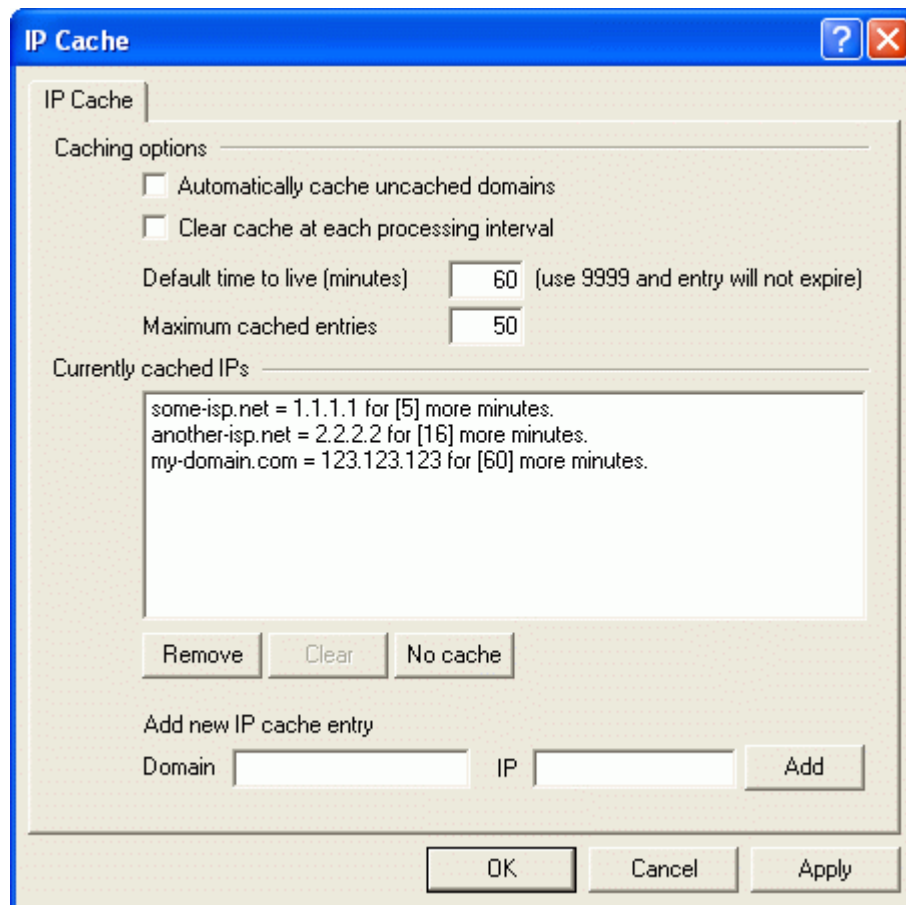 IP Cache
IP Cache
Caching options
Automatically cache uncached domains
Clear cache at each processing interval
Default time to live (minutes) 60 (use 9999 and entry will not expire)
Maximum cached entries 50
Currently cached IPs
some-isp.net = 1.1.1.1 for [5] more minutes.
another-isp.net = 2.2.2.2 for [16] more minutes.
my-domain.com = 123.123.123 for [60] more minutes.
Remove Clear No cache
Add new IP cache entry
Domain IP Add
OK Cancel Apply